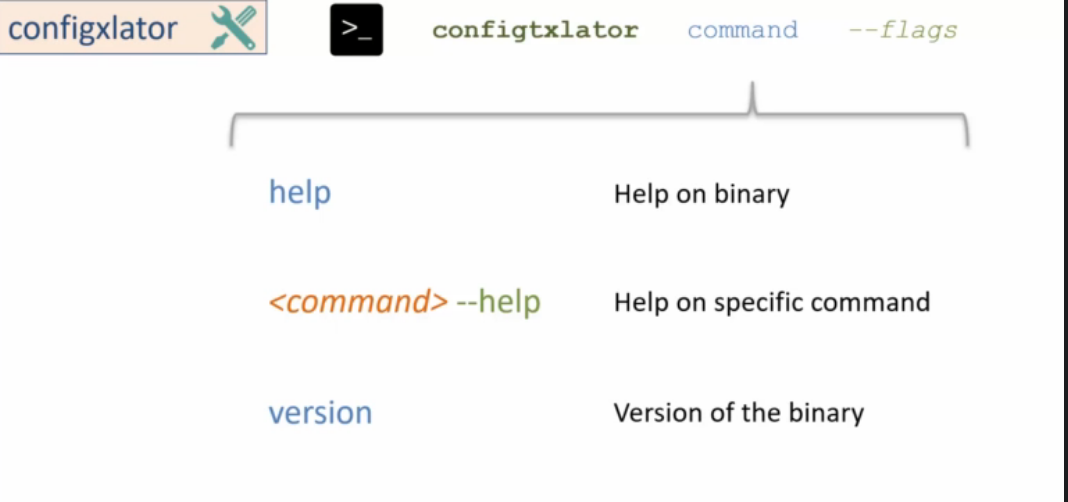 configxlator >_ configtxlator command --flags
help Help on binary
<command> --help Help on specific command
version Version of the binary